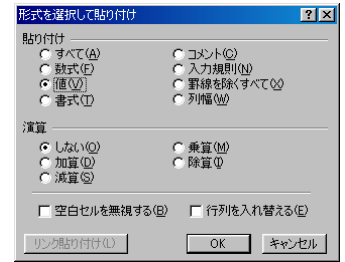 形式を選択して貼り付け
貼り付け
すべて(A)
コメント(C)
数式(F)
入力規則(N)
値(V)
罫線を除くすべて(X)
書式(T)
列幅(W)
演算
しない(O)
乗算(M)
加算(D)
除算(I)
減算(S)
空白セルを無視する(B)
行列を入れ替える(E)
リンク貼り付け(L)
OK
キャンセル